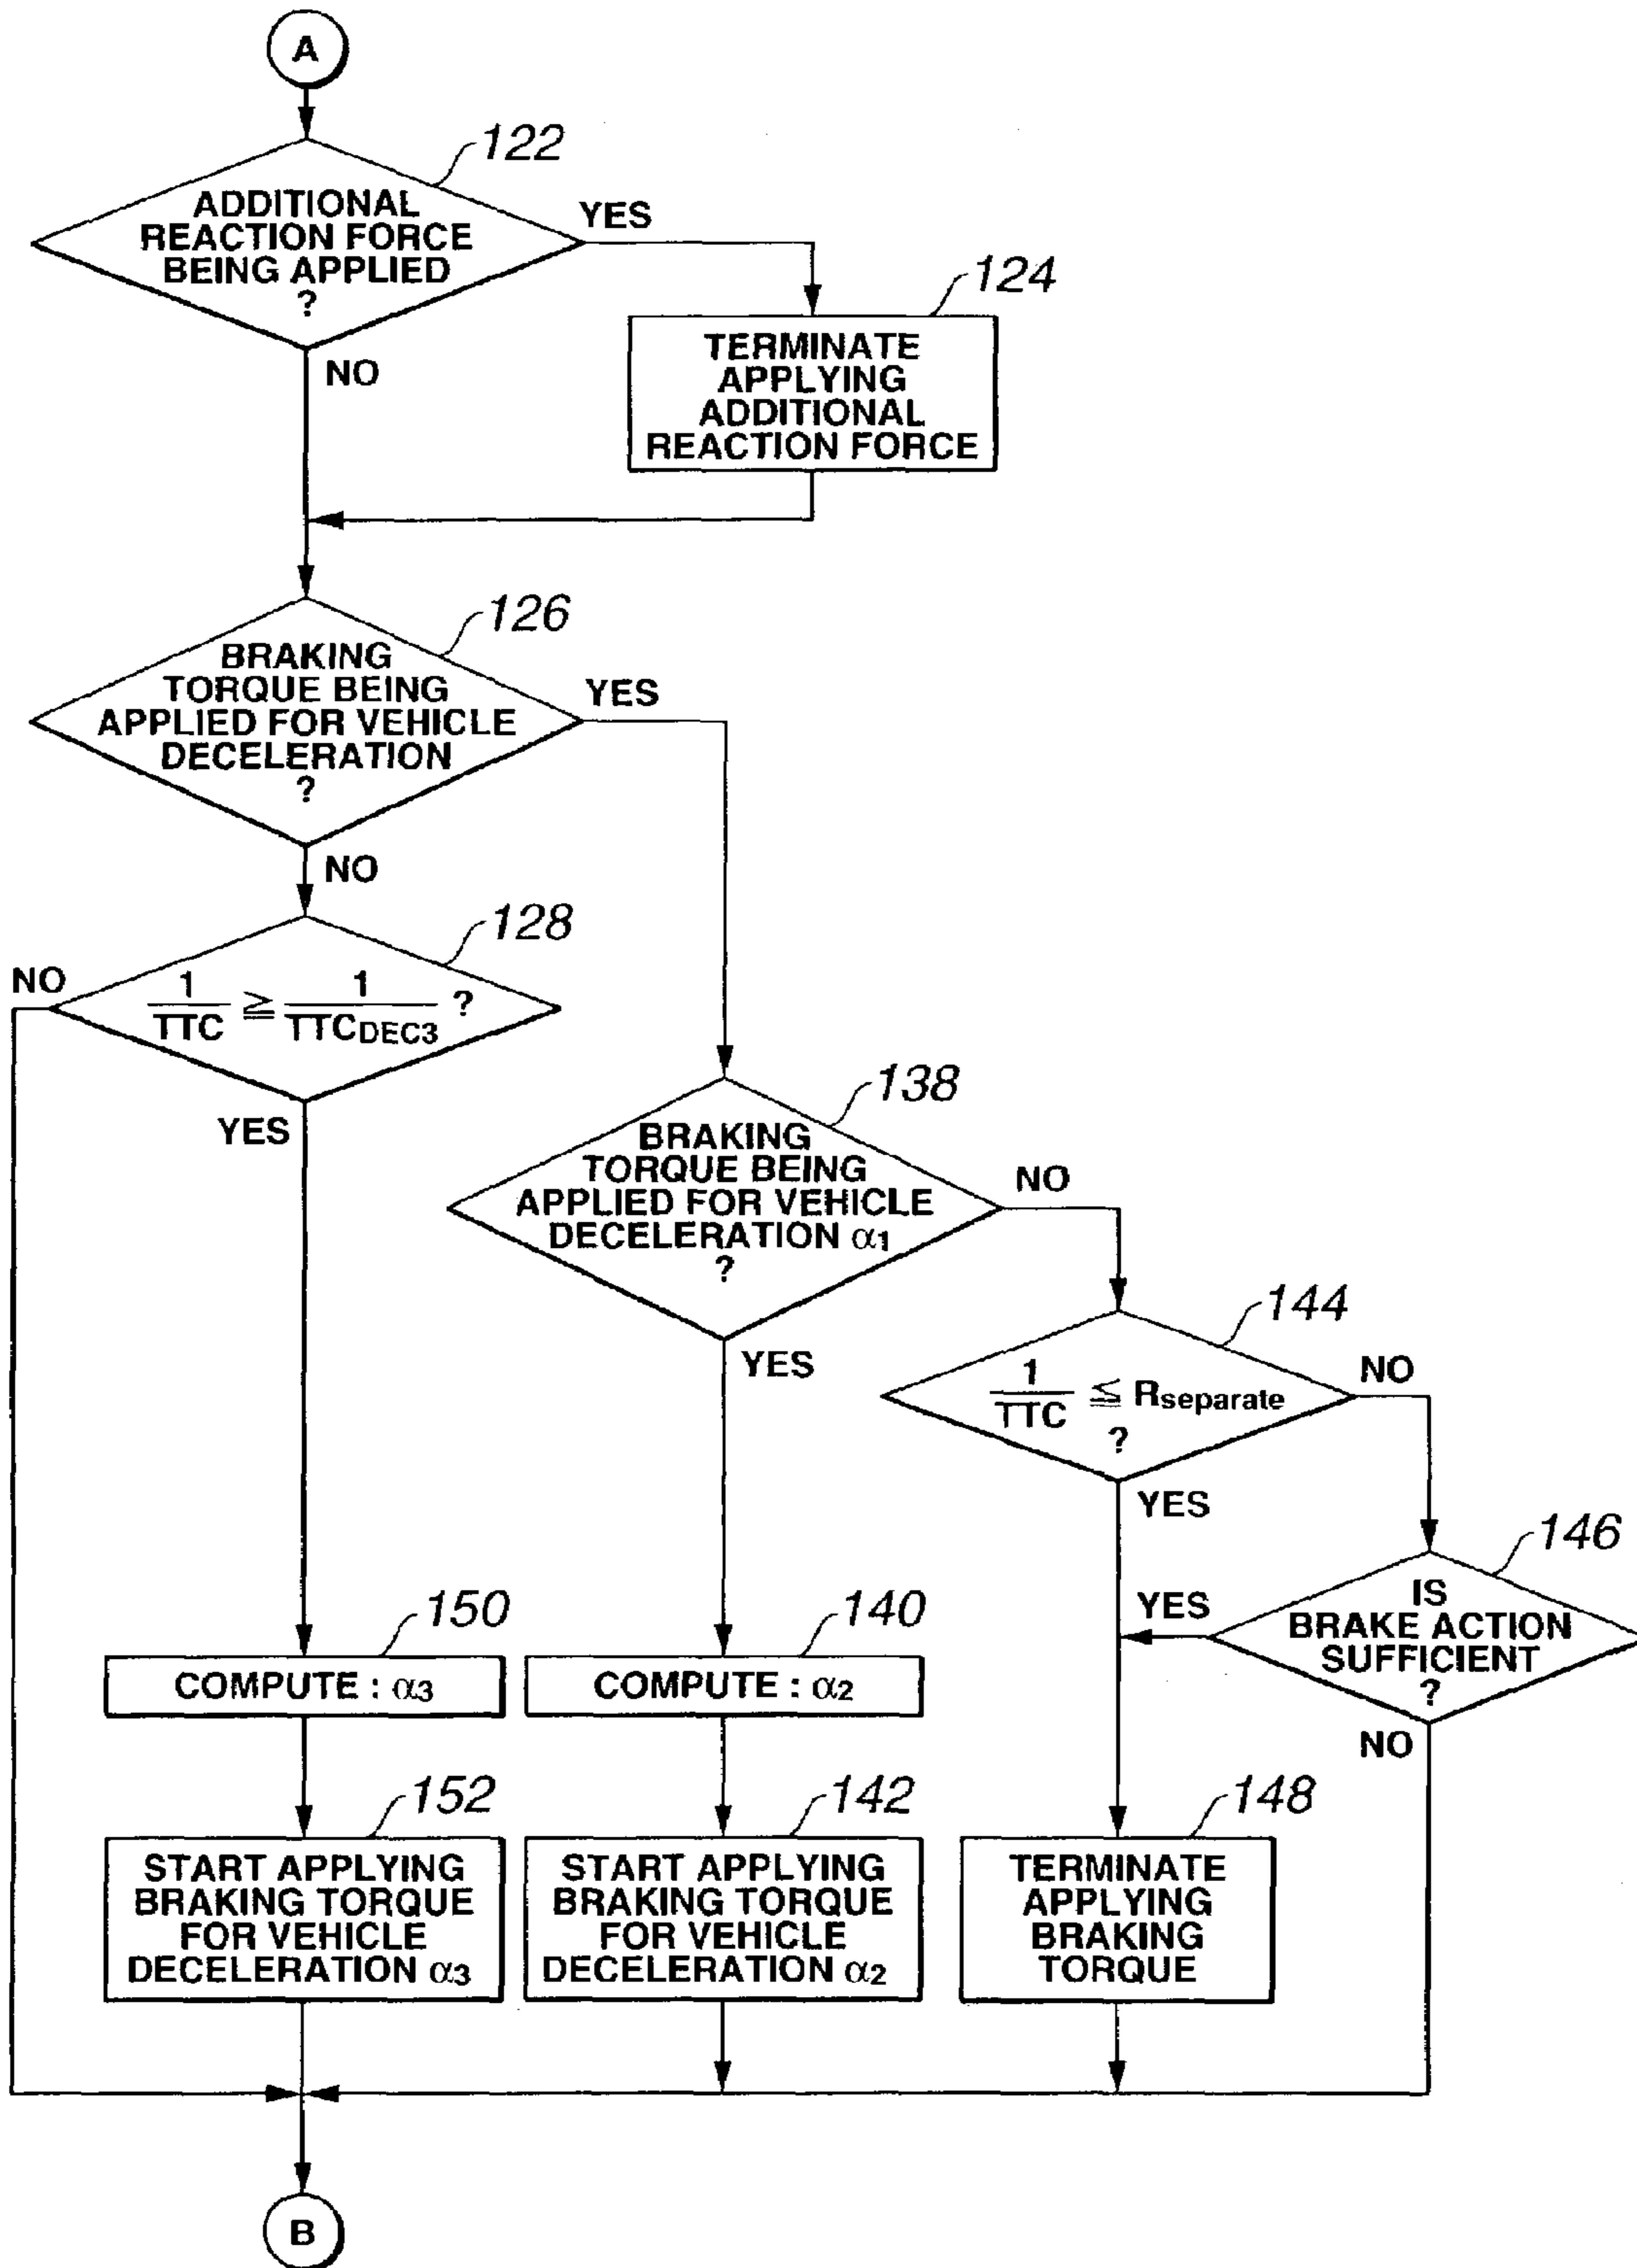 A
122
ADDITIONAL
REACTION FORCE
BEING APPLIED
?
YES
NO
124
TERMINATE
APPLYING
ADDITIONAL
REACTION FORCE
126
BRAKING
TORQUE BEING
APPLIED FOR VEHICLE
DECELERATION
?
YES
NO
128
NO
1/TTC ≧ 1/TTC_DEC3 ?
YES
138
BRAKING
TORQUE BEING
APPLIED FOR VEHICLE
DECELERATION α1
?
NO
YES
144
1/TTC ≦ Rseparate
?
NO
YES
146
IS
BRAKE ACTION
SUFFICIENT
?
YES
NO
150
COMPUTE : α3
140
COMPUTE : α2
152
START APPLYING
BRAKING TORQUE
FOR VEHICLE
DECELERATION α3
142
START APPLYING
BRAKING TORQUE
FOR VEHICLE
DECELERATION α2
148
TERMINATE
APPLYING
BRAKING
TORQUE
B